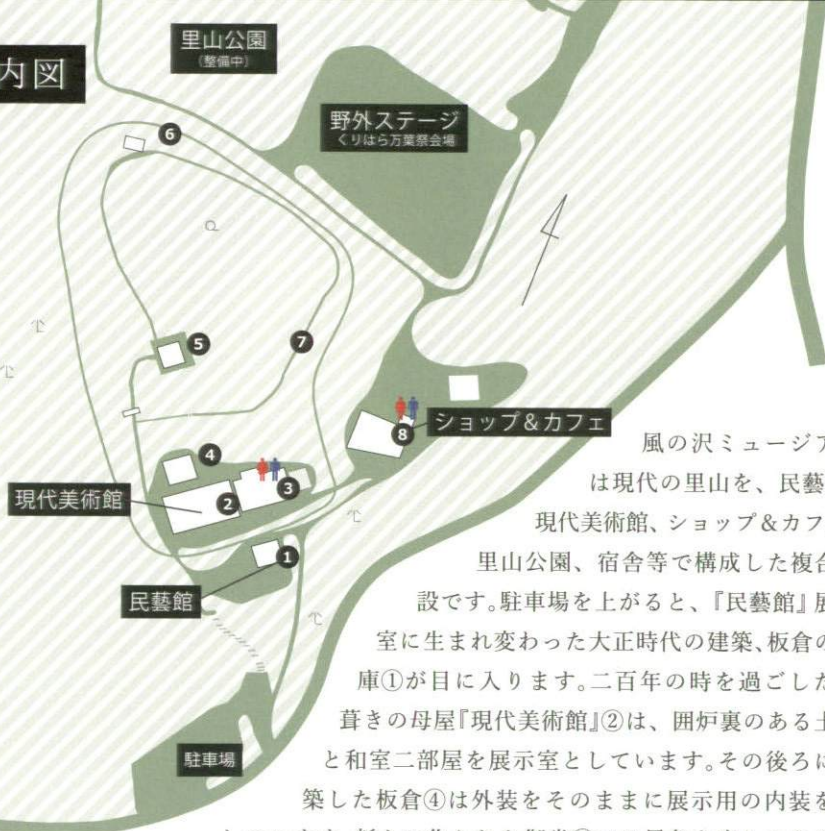 内図
里山公園
(整備中)
野外ステージ
くりはら万葉祭会場
6
5
7
ショップ&カフェ
8
4
現代美術館
2
3
1
民藝館
駐車場
風の沢ミュージア
は現代の里山を、民藝
現代美術館、ショップ&カフ
里山公園、宿舎等で構成した複合
設です。駐車場を上がると、『民藝館』展
室に生まれ変わった大正時代の建築、板倉の
庫①が目に入ります。二百年の時を過ごした
葺きの母屋『現代美術館』②は、囲炉裏のある土
と和室二部屋を展示室としています。その後ろに
築した板倉④は外装をそのままに展示用の内装を